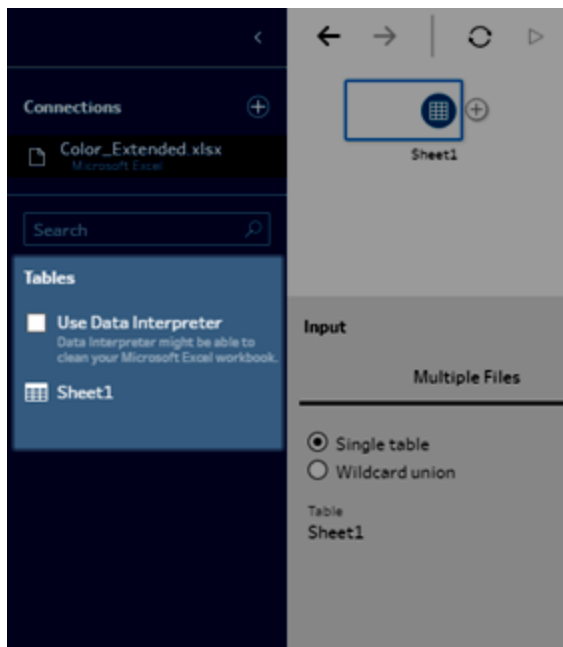 Connections
Color_Extended.xlsx
Microsoft Excel
Search
Tables
Use Data Interpreter
Data Interpreter might be able to
clean your Microsoft Excel workbook.
Sheet1
Sheet1
Input
Multiple Files
Single table
Wildcard union
Table
Sheet1